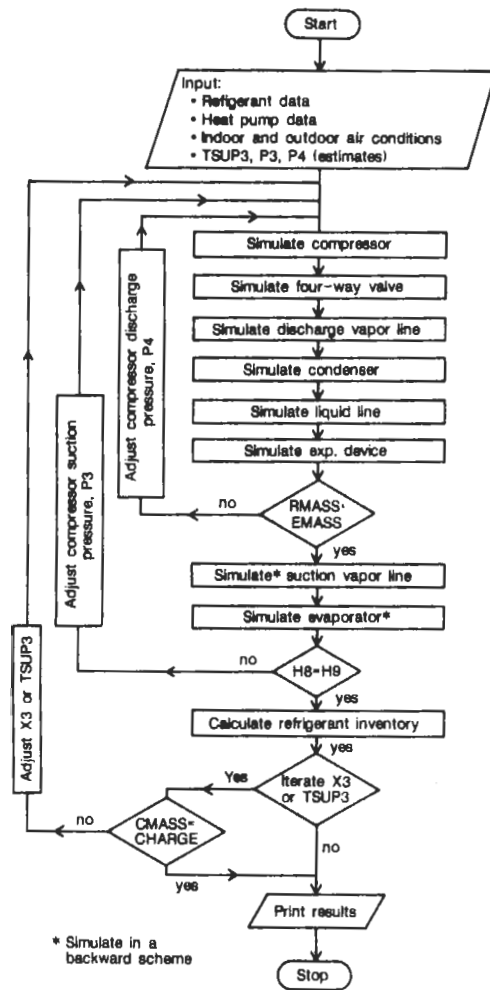 Start
Input:
• Refigerant data
• Heat pump data
• Indoor and outdoor air conditions
• TSUP3, P3, P4 (estimates)
Simulate compressor
Simulate four-way valve
Simulate discharge vapor line
Simulate condenser
Simulate liquid line
Simulate exp. device
Adjust compressor discharge
pressure, P4
no
RMASS-
EMASS
yes
Adjust compressor suction
pressure, P3
Simulate* suction vapor line
Simulate evaporator*
no
H8=H9
yes
Calculate refrigerant inventory
yes
Adjust X3 or TSUP3
Yes
Iterate X3
or TSUP3
no
CMASS=
CHARGE
no
yes
Print results
* Simulate in a
backward scheme
Stop